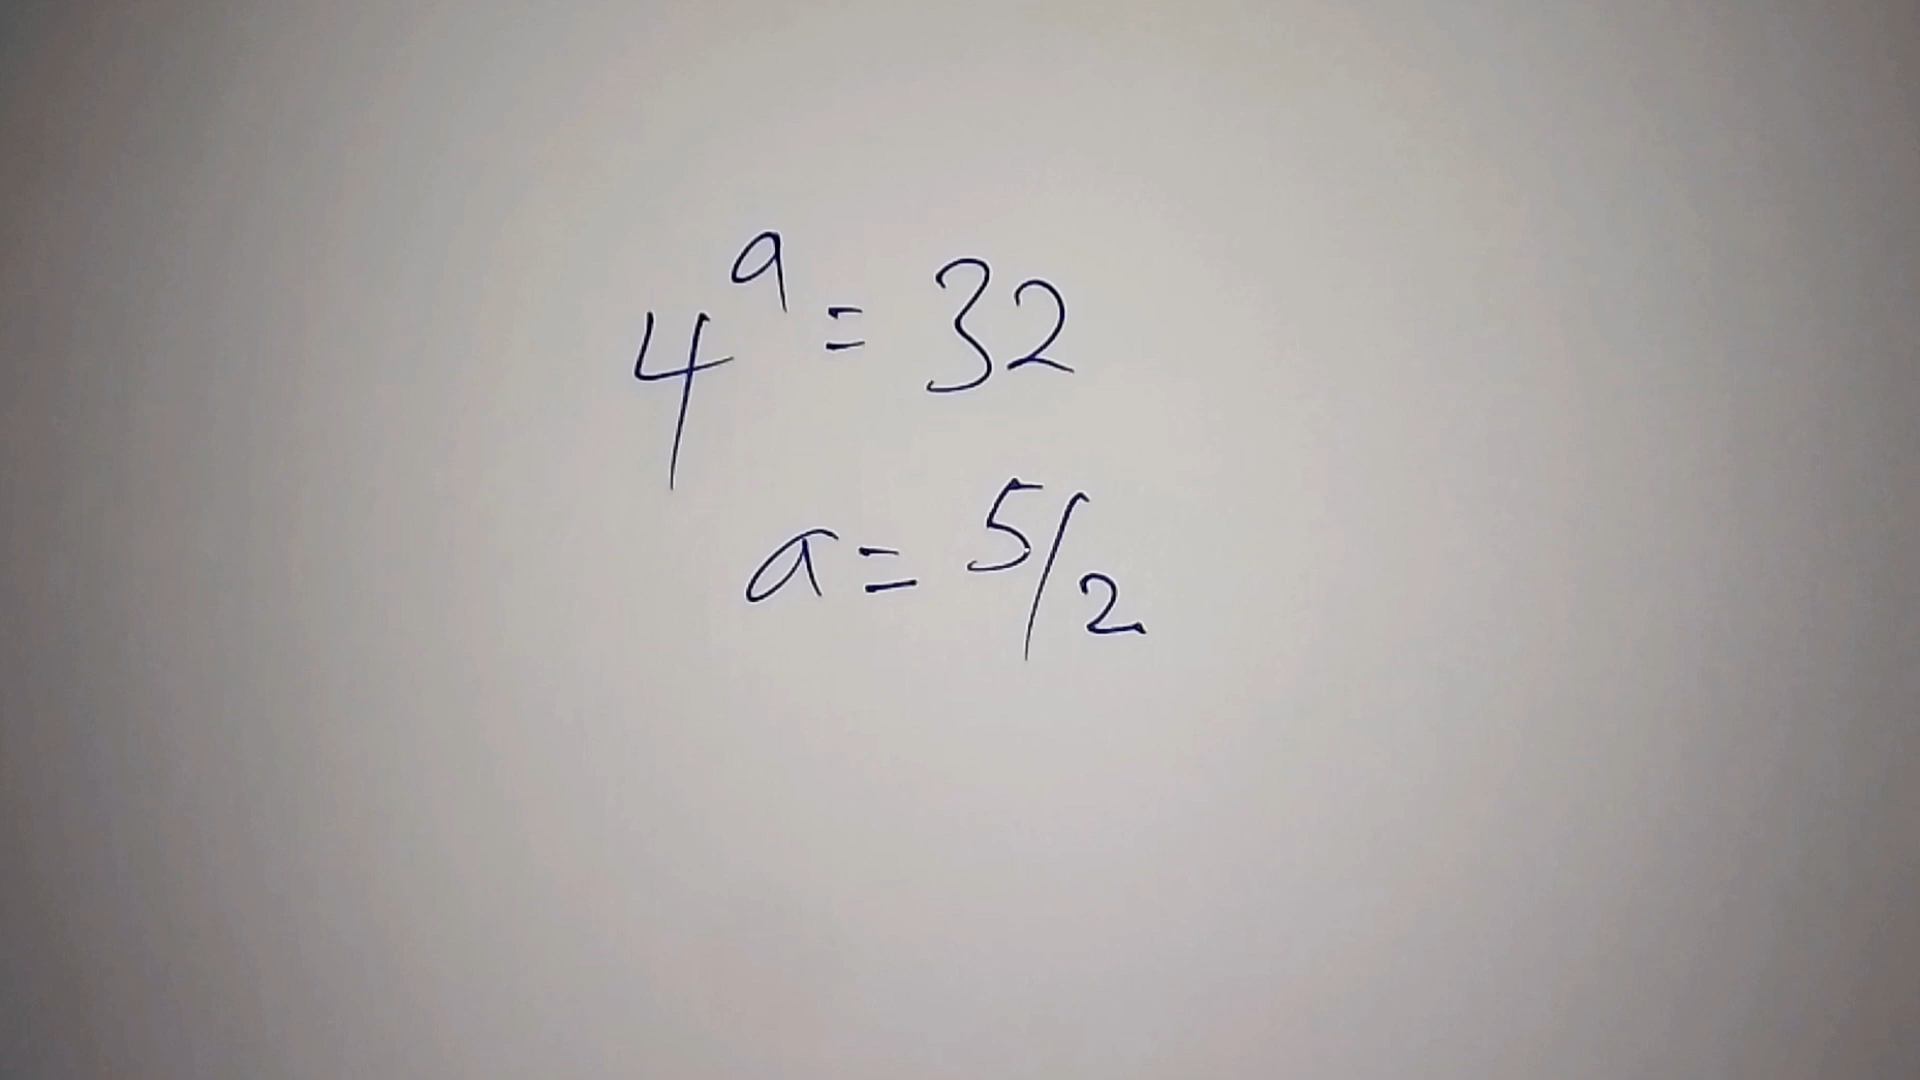 4^a = 32
a = 5/2